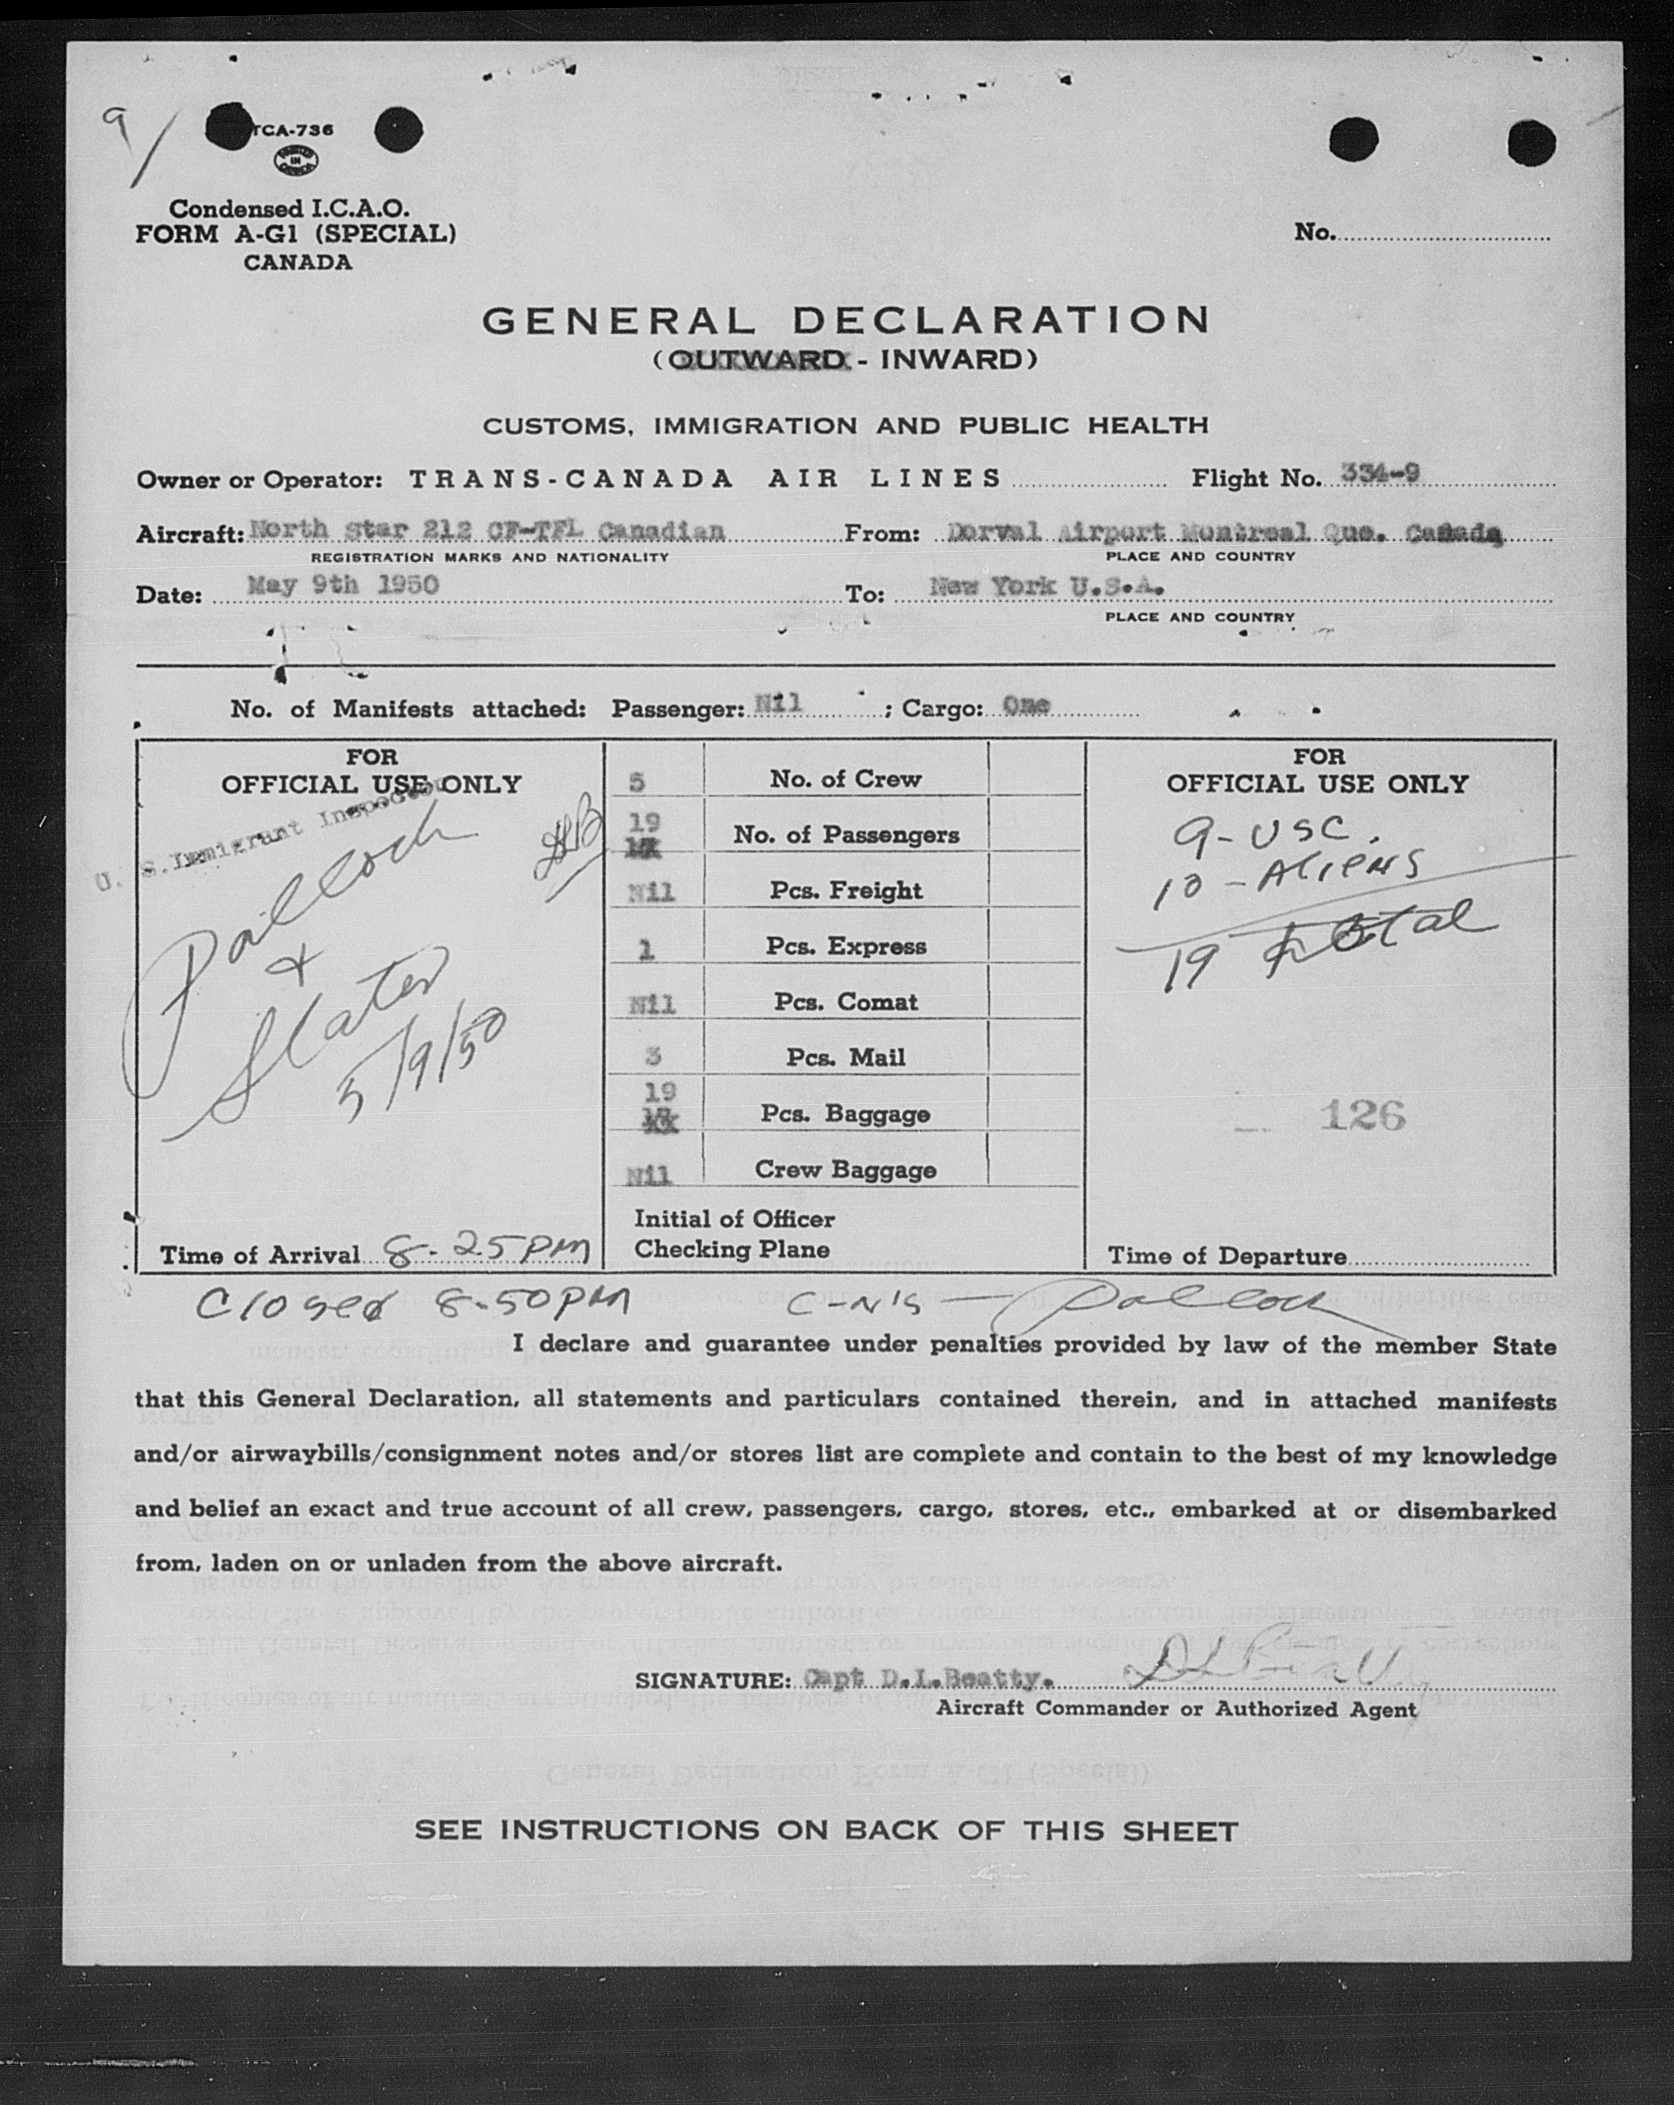 9/
TCA-736
PRINTED IN CANADA
Condensed I.C.A.O.
FORM A-G1 (SPECIAL)
CANADA
No.
GENERAL DECLARATION
(OUTWARD - INWARD)
CUSTOMS, IMMIGRATION AND PUBLIC HEALTH
Owner or Operator: TRANS-CANADA AIR LINES Flight No. 334-9
Aircraft: North Star 212 CF-TFL Canadian From: Dorval Airport Montreal Que. Canada
REGISTRATION MARKS AND NATIONALITY PLACE AND COUNTRY
Date: May 9th 1950 To: New York U.S.A.
PLACE AND COUNTRY
No. of Manifests attached: Passenger: Nil ; Cargo: One
FOR
OFFICIAL USE ONLY
U. S. Immigrant Inspector
Pollock
+
Slater
5/9/50
Time of Arrival 8-25PM
5 No. of Crew
19 No. of Passengers
Nil Pcs. Freight
1 Pcs. Express
Nil Pcs. Comat
3 Pcs. Mail
19
Pcs. Baggage
Nil Crew Baggage
Initial of Officer
Checking Plane
FOR
OFFICIAL USE ONLY
9-USC.
10-Aliens
19 total
126
Time of Departure
Closed 8-50PM C-N'S — Pollock
I declare and guarantee under penalties provided by law of the member State
that this General Declaration, all statements and particulars contained therein, and in attached manifests
and/or airwaybills/consignment notes and/or stores list are complete and contain to the best of my knowledge
and belief an exact and true account of all crew, passengers, cargo, stores, etc., embarked at or disembarked
from, laden on or unladen from the above aircraft.
SIGNATURE: Capt D.L.Beatty. D L Beatty
Aircraft Commander or Authorized Agent
SEE INSTRUCTIONS ON BACK OF THIS SHEET